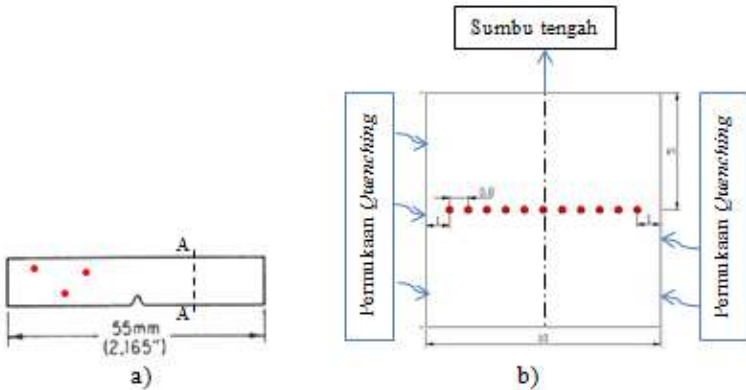 Sumbu tengah
Permukaan Quenching
Permukaan Quenching
A
A
55mm
(2,165")
a)
b)